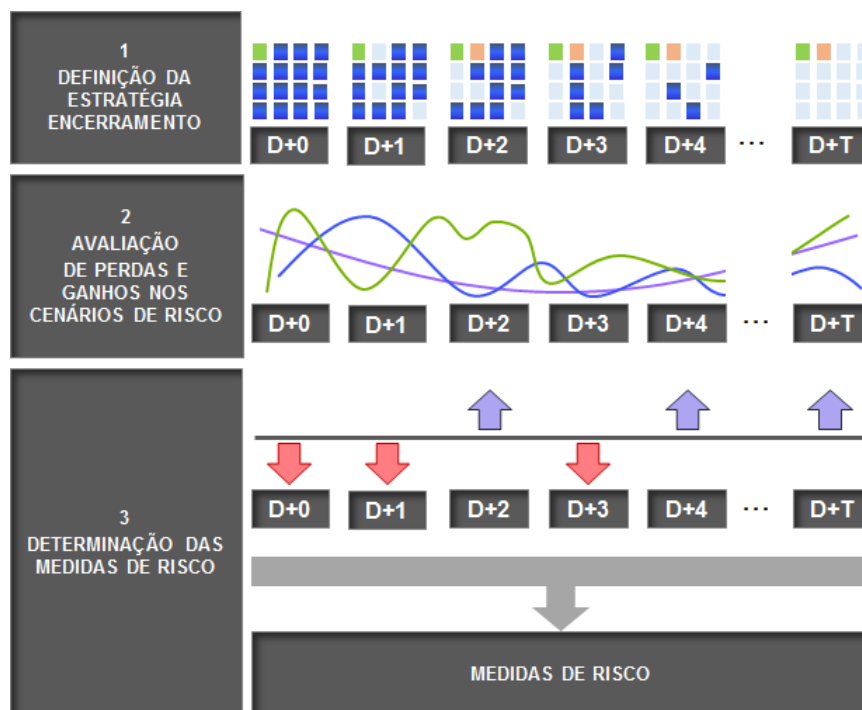 1
DEFINIÇÃO DA
ESTRATÉGIA
ENCERRAMENTO
D+0 D+1 D+2 D+3 D+4 ... D+T
2
AVALIAÇÃO
DE PERDAS E
GANHOS NOS
CENÁRIOS DE RISCO
D+0 D+1 D+2 D+3 D+4 ... D+T
3
DETERMINAÇÃO DAS
MEDIDAS DE RISCO
D+0 D+1 D+2 D+3 D+4 ... D+T
MEDIDAS DE RISCO